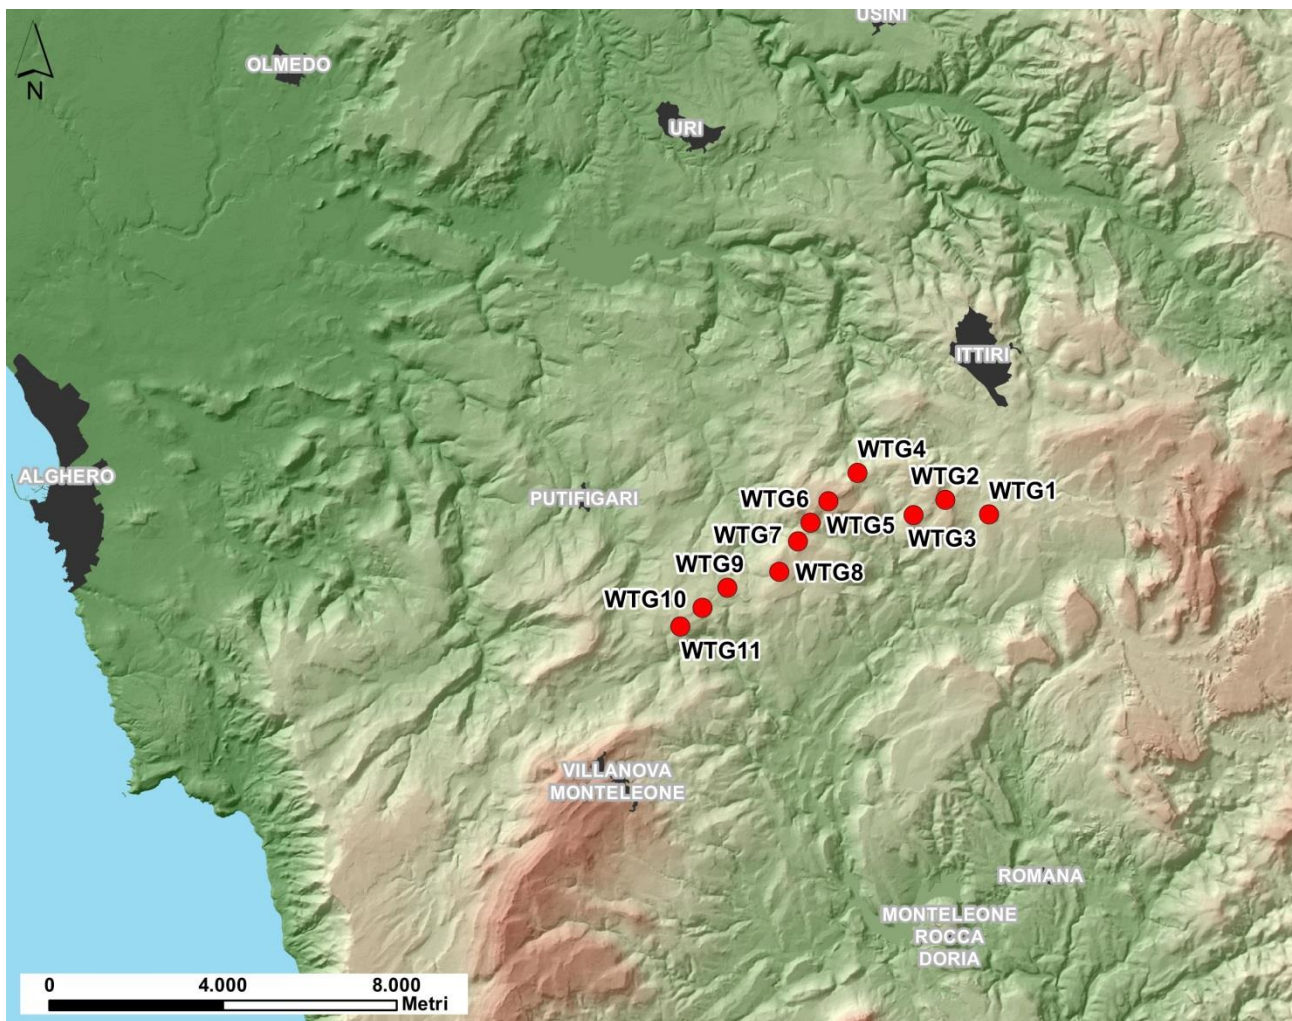 USINI
OLMEDO
N
URI
ITTIRI
WTG4
ALGHERO
WTG2
PUTIFIGARI
WTG6
WTG1
WTG5
WTG7
WTG3
WTG9
WTG8
WTG10
WTG11
VILLANOVA
MONTELEONE
ROMANA
MONTELEONE
ROCCA
DORIA
0 4.000 8.000
Metri